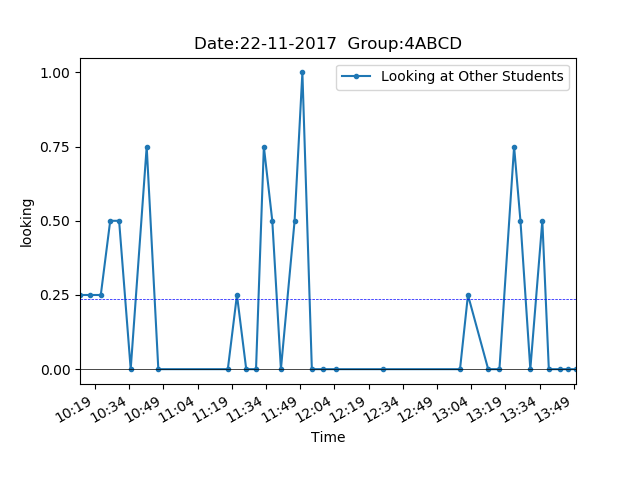 Date:22-11-2017  Group:4ABCD
Looking at Other Students
1.00
0.75
0.50
0.25
0.00
looking
10:19 10:34 10:49 11:04 11:19 11:34 11:49 12:04 12:19 12:34 12:49 13:04 13:19 13:34 13:49
Time